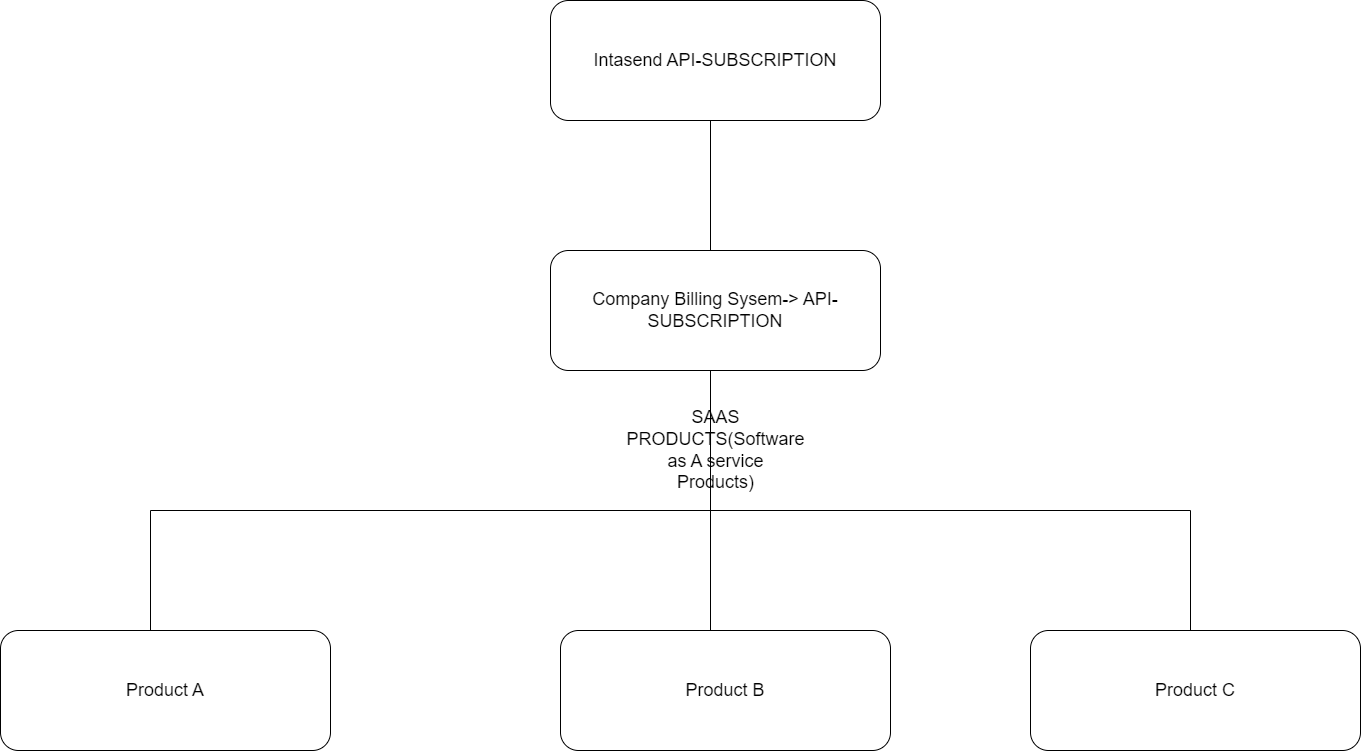 Intasend API-SUBSCRIPTION
Company Billing Sysem-> API-
SUBSCRIPTION
SAAS
PRODUCTS(Software
as A service
Products)
Product A
Product B
Product C